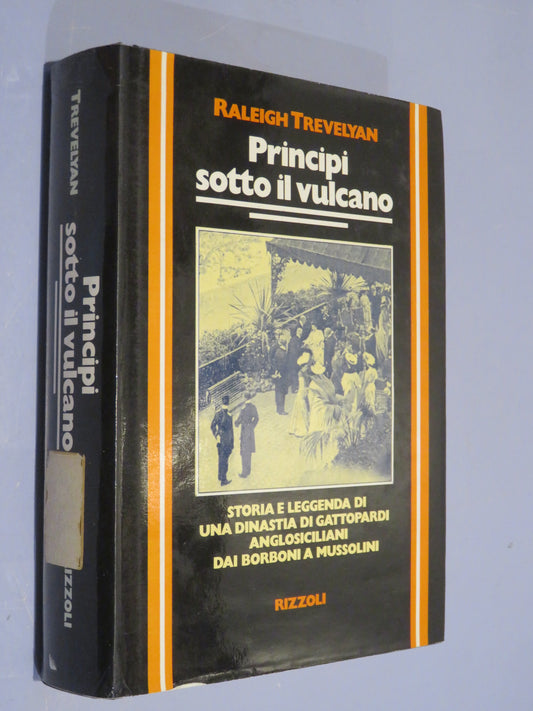 RALEIGH TREVELYAN
Principi
sotto il vulcano
STORIA E LEGGENDA DI
UNA DINASTIA DI GATTOPARDI
ANGLOSICILIANI
DAI BORBONI A MUSSOLINI
RIZZOLI
TREVELYAN
Principi
sotto il vulcano
RIZZOLI